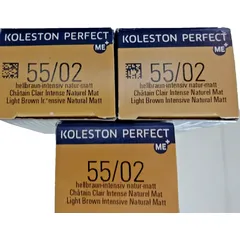 KOLESTON PERFECT
ME+
55/02
hellbraun-intensiv natur-matt
Châtain Clair Intense Naturel Mat
Light Brown Intensive Natural Matt
KOLESTON PERFECT
ME+
55/02
hellbraun-intensiv natur-matt
Châtain Clair Intense Naturel Mat
Light Brown Intensive Natural Matt
KOLESTON PERFECT
ME+
55/02
hellbraun-intensiv natur-matt
Châtain Clair Intense Naturel Mat
Light Brown Intensive Natural Matt